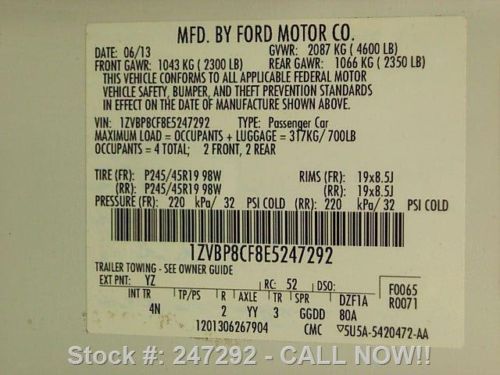 MFD. BY FORD MOTOR CO.
DATE: 06/13 GVWR: 2087 KG ( 4600 LB)
FRONT GAWR: 1043 KG ( 2300 LB) REAR GAWR: 1066 KG ( 2350 LB)
THIS VEHICLE CONFORMS TO ALL APPLICABLE FEDERAL MOTOR
VEHICLE SAFETY, BUMPER, AND THEFT PREVENTION STANDARDS
IN EFFECT ON THE DATE OF MANUFACTURE SHOWN ABOVE.
VIN: 1ZVBP8CF8E5247292 TYPE: Passenger Car
MAXIMUM LOAD = OCCUPANTS + LUGGAGE = 317KG/ 700LB
OCCUPANTS = 4 TOTAL; 2 FRONT, 2 REAR
TIRE (FR): P245/45R19 98W RIMS (FR): 19x8.5J
(RR): P245/45R19 98W (RR): 19x8.5J
PRESSURE (FR): 220 kPa/ 32 PSI COLD (RR): 220 kPa/ 32 PSI COLD
1ZVBP8CF8E5247292
TRAILER TOWING - SEE OWNER GUIDE
EXT PNT: YZ RC: 52 DSO: F0065
INT TR TP/PS R AXLE TR SPR DZF1A R0071
4N 2 YY 3 GGDD 80A
1201306267904 CMC 5U5A-5420472-AA
Stock #: 247292 - CALL NOW!!